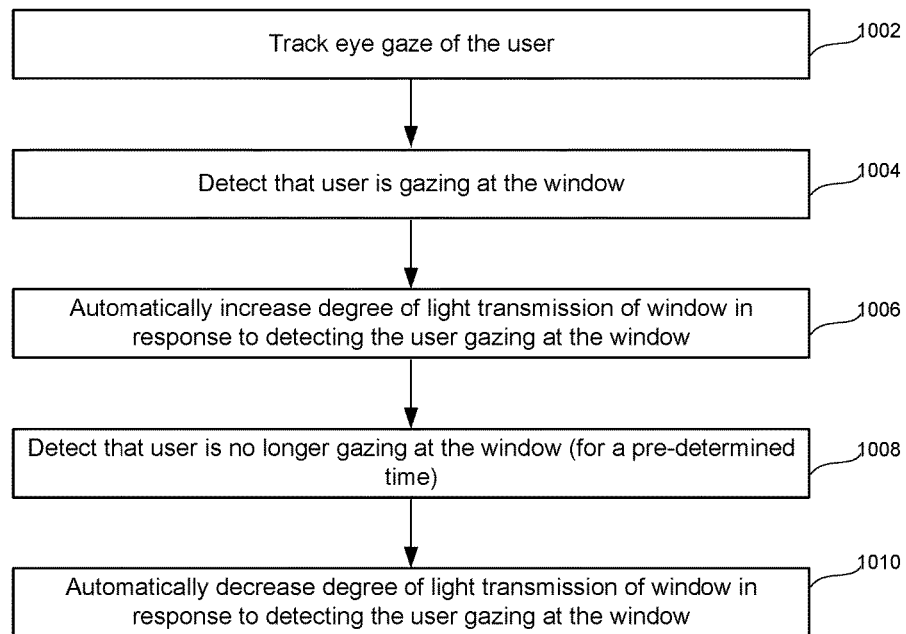 Track eye gaze of the user
1002
Detect that user is gazing at the window
1004
Automatically increase degree of light transmission of window in
response to detecting the user gazing at the window
1006
Detect that user is no longer gazing at the window (for a pre-determined
time)
1008
Automatically decrease degree of light transmission of window in
response to detecting the user gazing at the window
1010